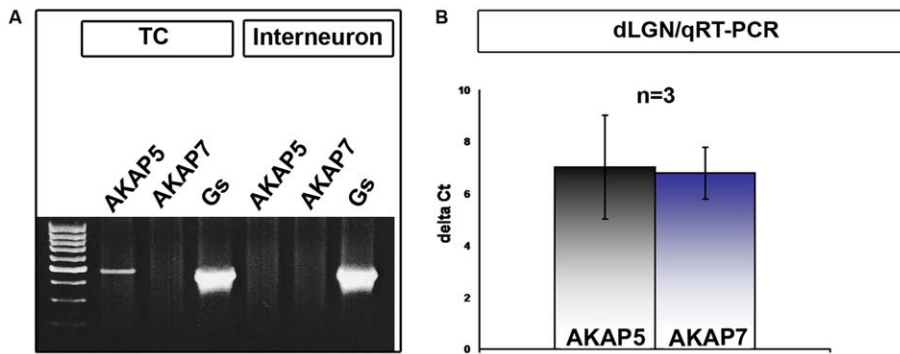 A
TC
Interneuron
AKAP5
AKAP7
Gs
AKAP5
AKAP7
Gs
B
dLGN/qRT-PCR
n=3
delta Ct
10
8
6
4
2
0
AKAP5
AKAP7